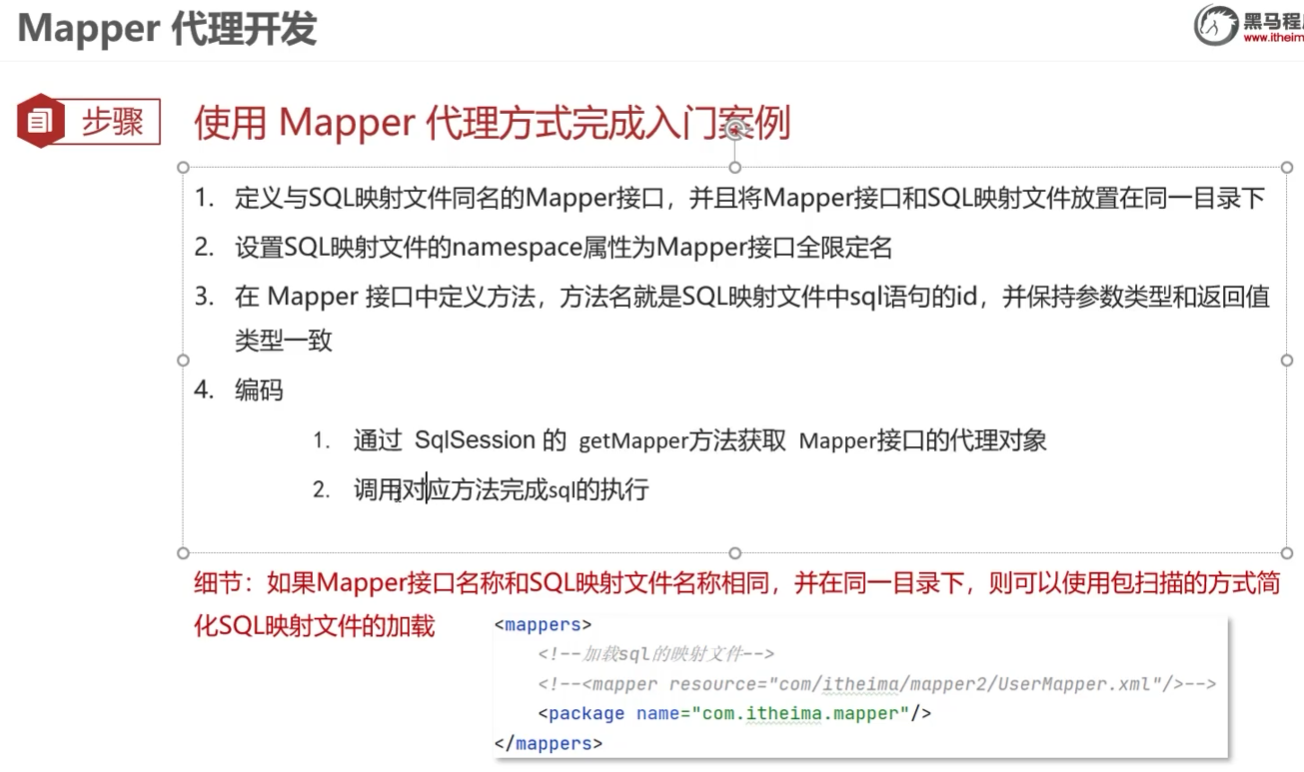 Mapper 代理开发
黑马程
www.itheim
步骤
使用 Mapper 代理方式完成入门案例
1. 定义与SQL映射文件同名的Mapper接口，并且将Mapper接口和SQL映射文件放置在同一目录下
2. 设置SQL映射文件的namespace属性为Mapper接口全限定名
3. 在 Mapper 接口中定义方法，方法名就是SQL映射文件中sql语句的id，并保持参数类型和返回值
类型一致
4. 编码
1. 通过 SqlSession 的 getMapper方法获取 Mapper接口的代理对象
2. 调用对应方法完成sql的执行
细节：如果Mapper接口名称和SQL映射文件名称相同，并在同一目录下，则可以使用包扫描的方式简
化SQL映射文件的加载
<mappers>
<!--加载sql的映射文件-->
<!--<mapper resource="com/itheima/mapper2/UserMapper.xml"/>-->
<package name="com.itheima.mapper"/>
</mappers>